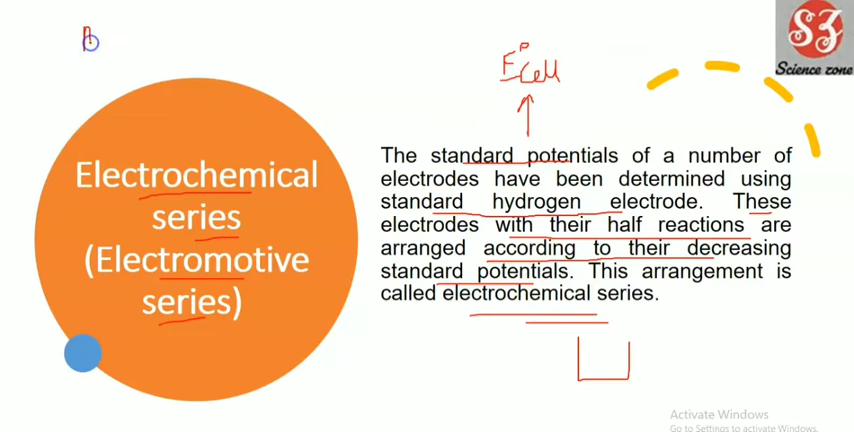 SZ
Science zone
E°cell
Electrochemical
series
(Electromotive
series)
The standard potentials of a number of
electrodes have been determined using
standard hydrogen electrode. These
electrodes with their half reactions are
arranged according to their decreasing
standard potentials. This arrangement is
called electrochemical series.
Activate Windows
Go to Settings to activate Windows.